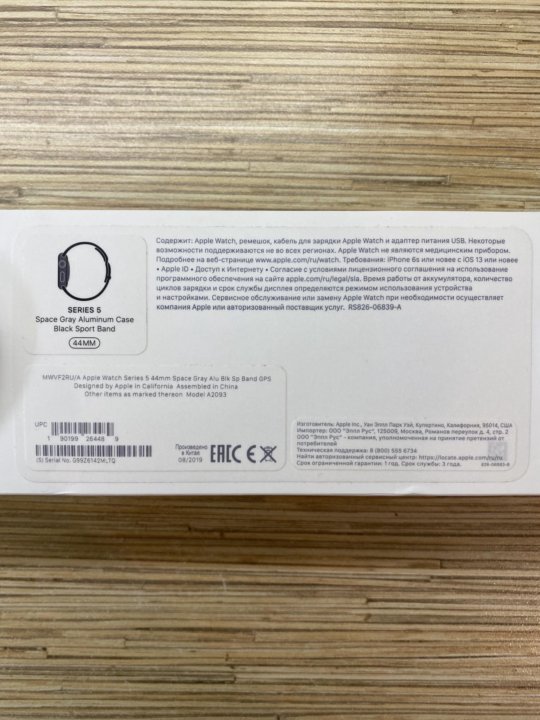 Содержит: Apple Watch, ремешок, кабель для зарядки Apple Watch и адаптер питания USB. Некоторые
возможности поддерживаются не во всех регионах. Apple Watch не являются медицинским прибором.
Подробнее на веб-странице www.apple.com/ru/watch. Требования: iPhone 6s или новее с iOS 13 или новее
• Apple ID • Доступ к Интернету • Согласие с условиями лицензионного соглашения на использование
программного обеспечения на сайте apple.com/ru/legal/sla. Время работы от аккумулятора, количество
циклов зарядки и срок службы дисплея определяются режимом использования устройства
и настройками. Сервисное обслуживание или замену Apple Watch при необходимости осуществляет
компания Apple или авторизованный поставщик услуг. RS826-06839-A
SERIES 5
Space Gray Aluminum Case
Black Sport Band
44MM
MWVF2RU/A Apple Watch Series 5 44mm Space Gray Alu Blk Sp Band GPS
Designed by Apple in California Assembled in China
Other items as marked thereon Model A2093
UPC
1 90199 26448 9
(S) Serial No. G99Z6142MLTQ
Произведено
в Китае
08/2019
EAC CE
Изготовитель: Apple Inc., Уан Эппл Парк Уэй, Купертино, Калифорния, 95014, США
Импортер: ООО "Эппл Рус", 125009, Москва, Романов переулок д. 4, стр. 2
ООО "Эппл Рус" - компания, уполномоченная на принятие претензий от
потребителей
Техническая поддержка: 8 (800) 555 6734
Найти авторизованный сервисный центр: https://locate.apple.com/ru/ru
Срок ограниченной гарантии: 1 год. Срок службы: 3 года.